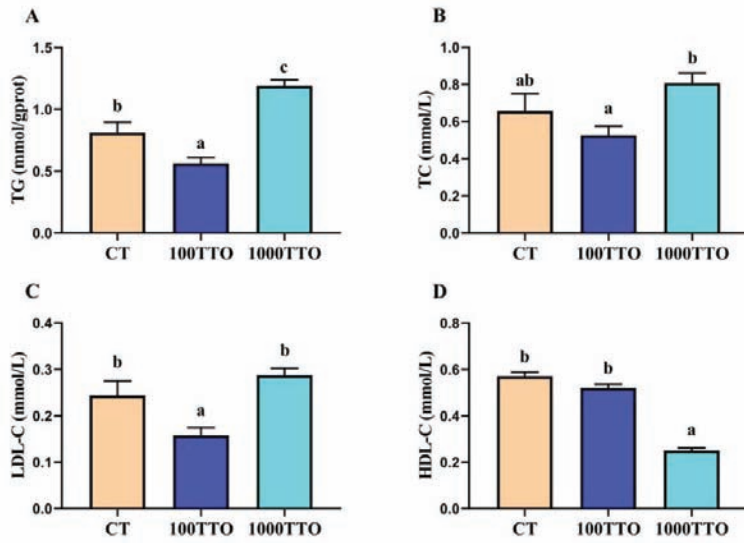 A
TG (mmol/gprot)
1.5
1.0
0.5
0.0
b
a
c
CT
100TTO
1000TTO
B
TC (mmol/L)
1.0
0.8
0.6
0.4
0.2
0.0
ab
a
b
CT
100TTO
1000TTO
C
LDL-C (mmol/L)
0.4
0.3
0.2
0.1
0.0
b
a
b
CT
100TTO
1000TTO
D
HDL-C (mmol/L)
0.8
0.6
0.4
0.2
0.0
b
b
a
CT
100TTO
1000TTO